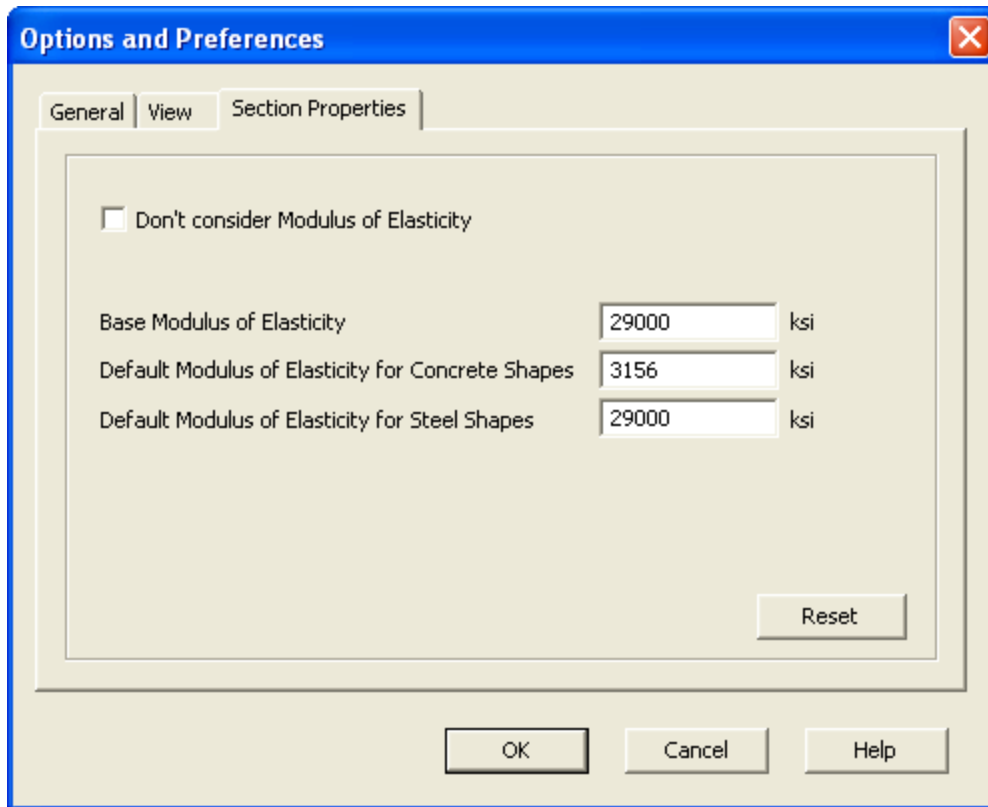 Options and Preferences
General View Section Properties
Don't consider Modulus of Elasticity
Base Modulus of Elasticity 29000 ksi
Default Modulus of Elasticity for Concrete Shapes 3156 ksi
Default Modulus of Elasticity for Steel Shapes 29000 ksi
Reset
OK Cancel Help